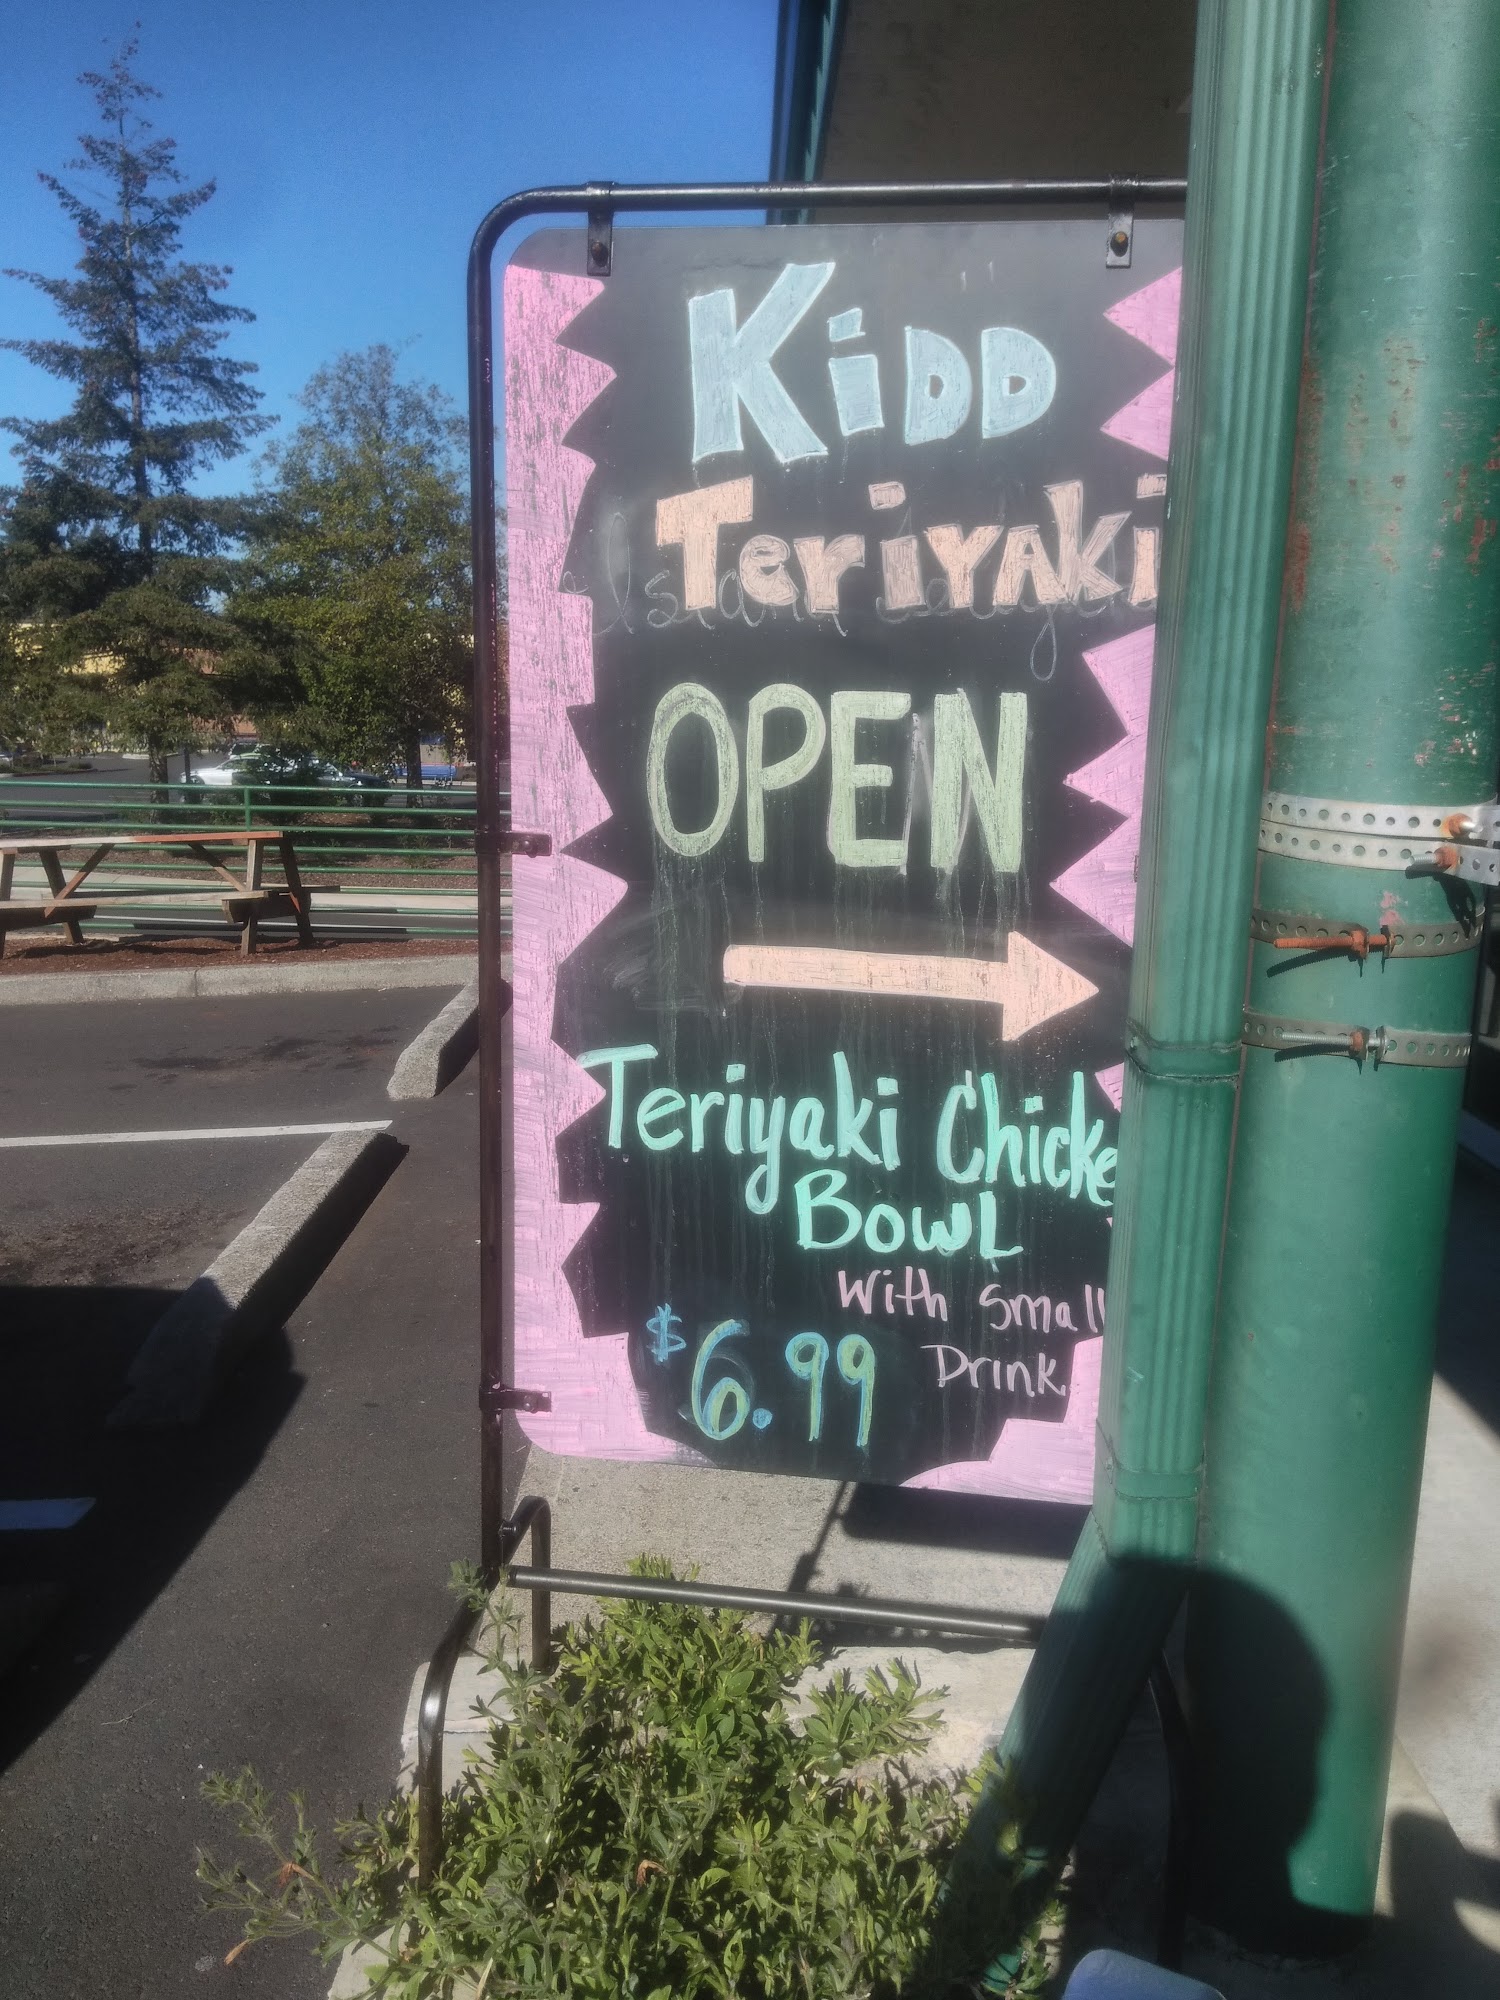 KiDD
TeriYAKi
OPEN
Teriyaki Chicke
BowL
With Small
Drink
$6.99